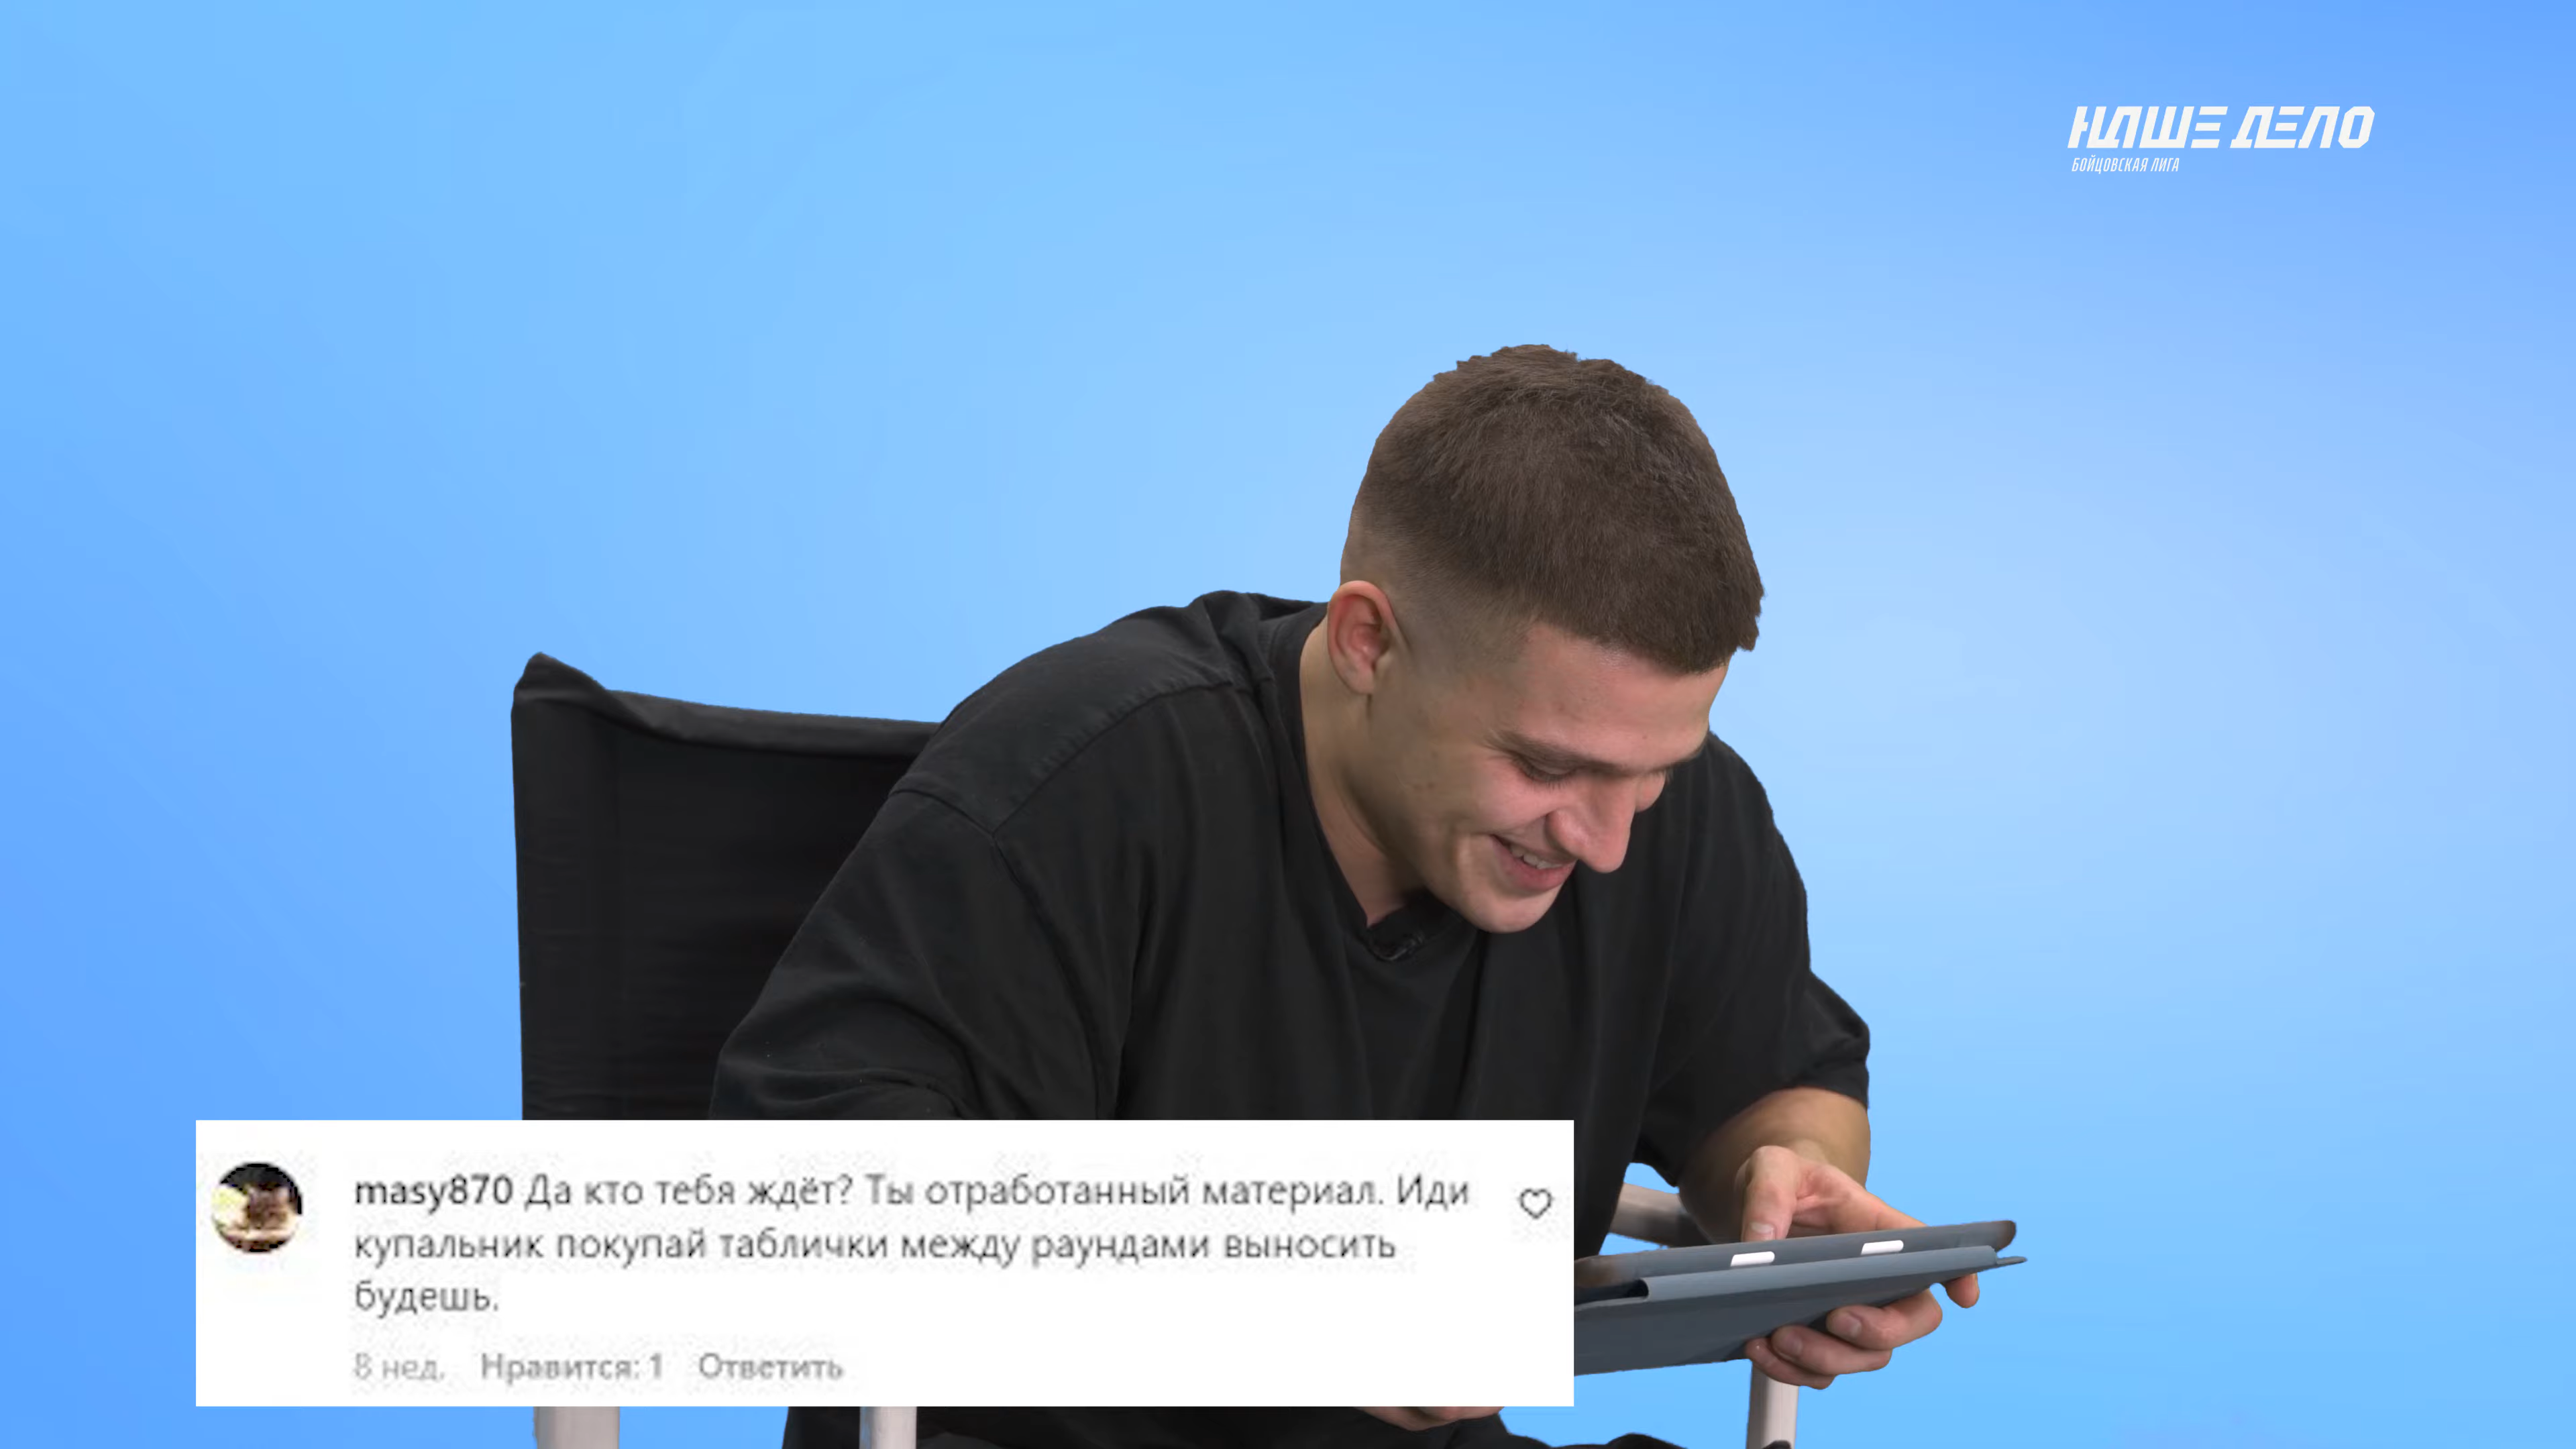 НАШЕ ДЕЛО
БОЙЦОВСКАЯ ЛИГА
masy870 Да кто тебя ждёт? Ты отработанный материал. Иди
купальник покупай таблички между раундами выносить
будешь.
8 нед. Нравится: 1 Ответить